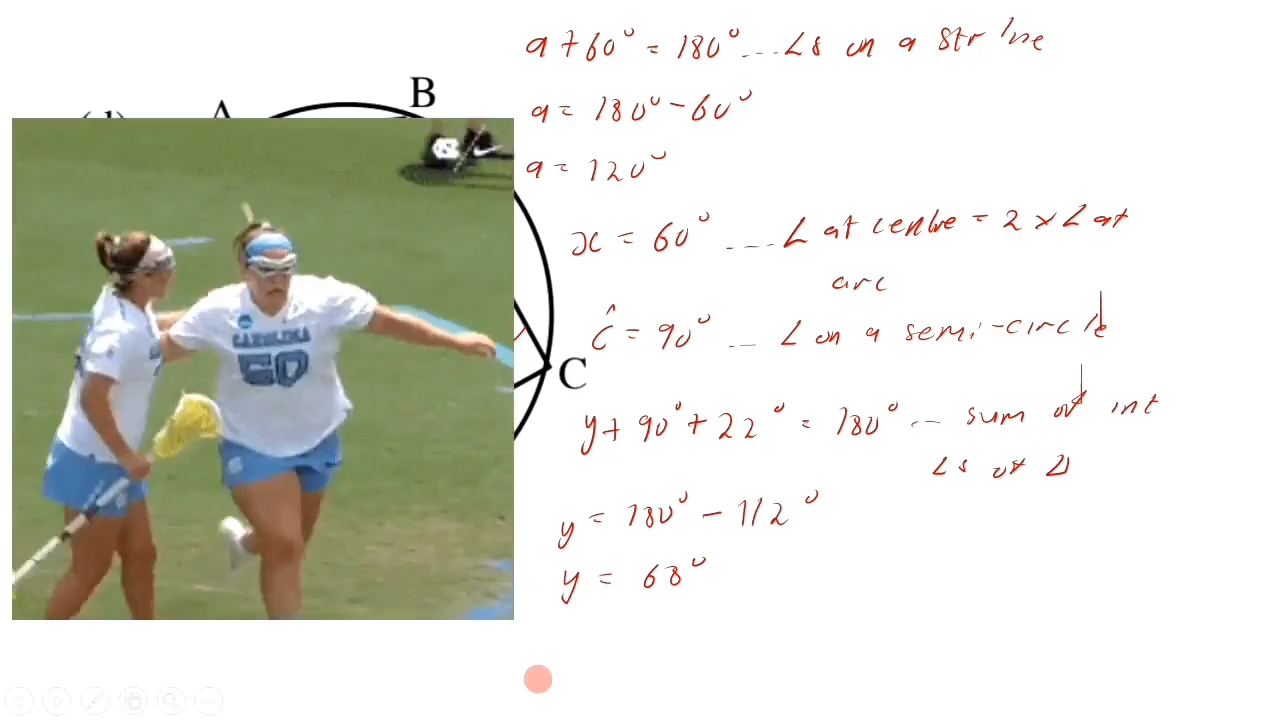 a + 60° = 180° ... ∠s on a str line
B
A
(d)
a = 180° - 60°
a = 120°
x = 60° ... ∠ at centre = 2 x ∠ at
arc
Ĉ = 90° ... ∠ on a semi-circle
C
y + 90° + 22° = 180° ... sum of int
∠s of Δ
y = 180° - 112°
y = 68°
CAROLINA
50